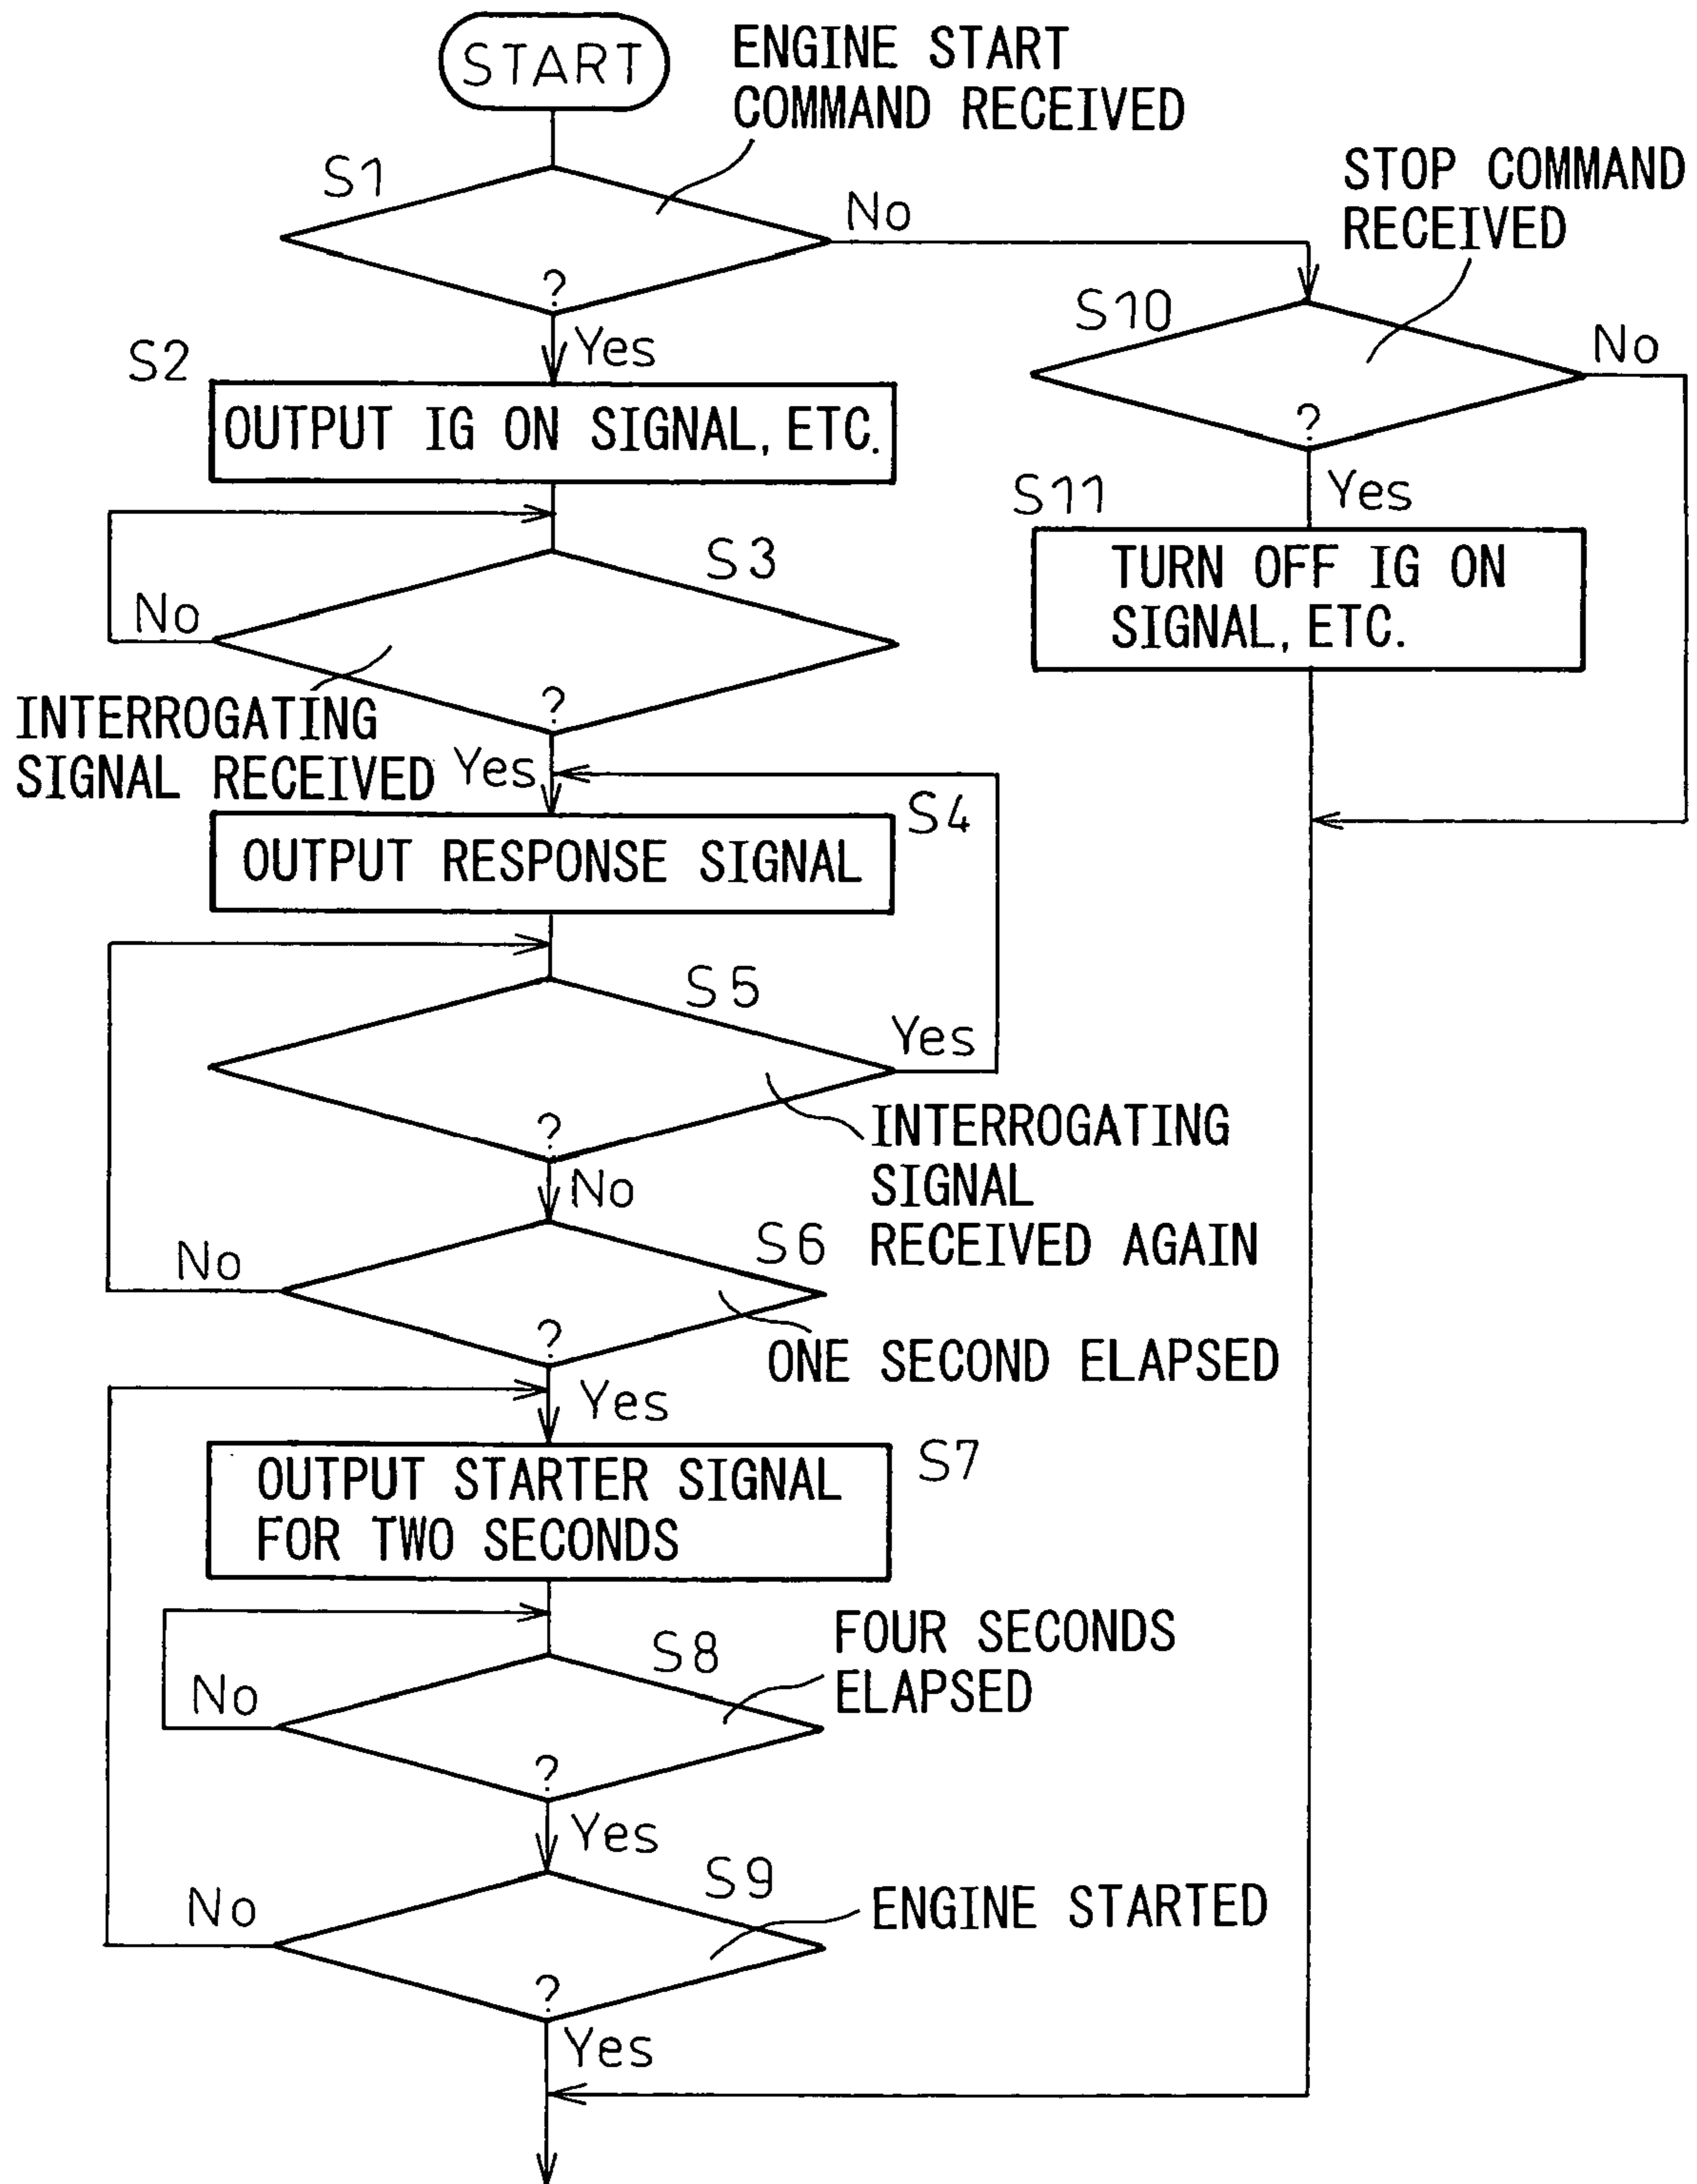 START
ENGINE START
COMMAND RECEIVED
S1
No
?
Yes
STOP COMMAND
RECEIVED
S10
No
?
Yes
S11
TURN OFF IG ON
SIGNAL, ETC.
S2
OUTPUT IG ON SIGNAL, ETC.
S3
No
?
INTERROGATING
SIGNAL RECEIVED
Yes
S4
OUTPUT RESPONSE SIGNAL
S5
Yes
?
INTERROGATING
SIGNAL
RECEIVED AGAIN
No
S6
No
?
ONE SECOND ELAPSED
Yes
S7
OUTPUT STARTER SIGNAL
FOR TWO SECONDS
S8
FOUR SECONDS
ELAPSED
No
?
Yes
S9
No
ENGINE STARTED
?
Yes